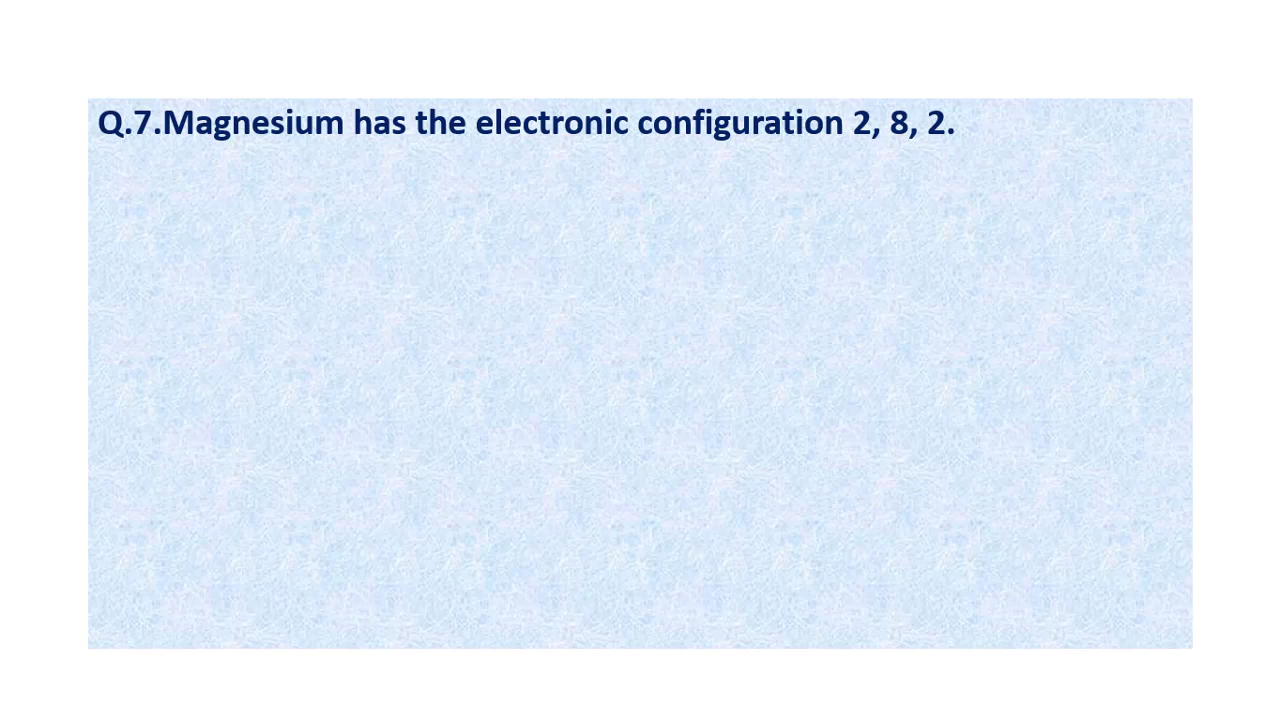 Q.7.Magnesium has the electronic configuration 2, 8, 2.